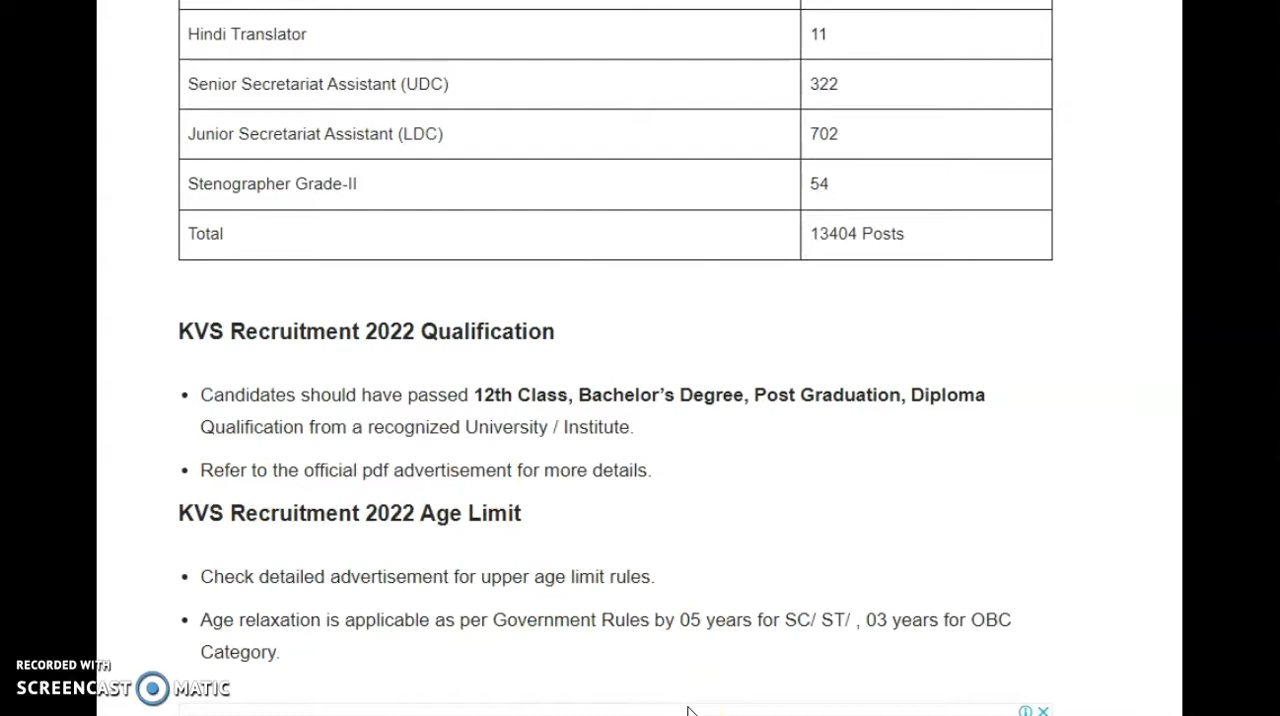 Hindi Translator 11
Senior Secretariat Assistant (UDC) 322
Junior Secretariat Assistant (LDC) 702
Stenographer Grade-II 54
Total 13404 Posts
KVS Recruitment 2022 Qualification
• Candidates should have passed 12th Class, Bachelor’s Degree, Post Graduation, Diploma
Qualification from a recognized University / Institute.
• Refer to the official pdf advertisement for more details.
KVS Recruitment 2022 Age Limit
• Check detailed advertisement for upper age limit rules.
• Age relaxation is applicable as per Government Rules by 05 years for SC/ ST/ , 03 years for OBC
Category.
RECORDED WITH
SCREENCAST MATIC